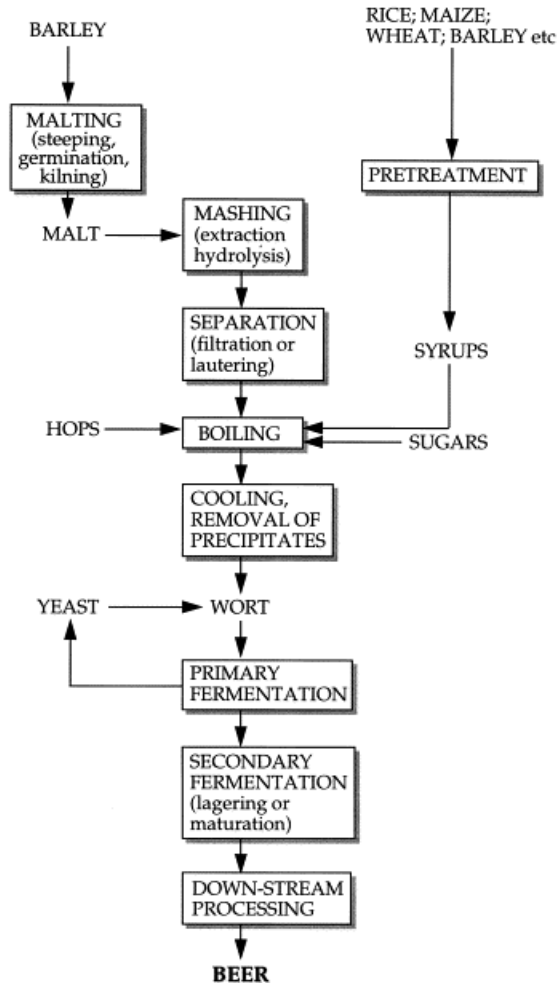 BARLEY
RICE; MAIZE;
WHEAT; BARLEY etc
MALTING
(steeping,
germination,
kilning)
PRETREATMENT
MALT
MASHING
(extraction
hydrolysis)
SEPARATION
(filtration or
lautering)
SYRUPS
HOPS
BOILING
SUGARS
COOLING,
REMOVAL OF
PRECIPITATES
YEAST
WORT
PRIMARY
FERMENTATION
SECONDARY
FERMENTATION
(lagering or
maturation)
DOWN-STREAM
PROCESSING
BEER